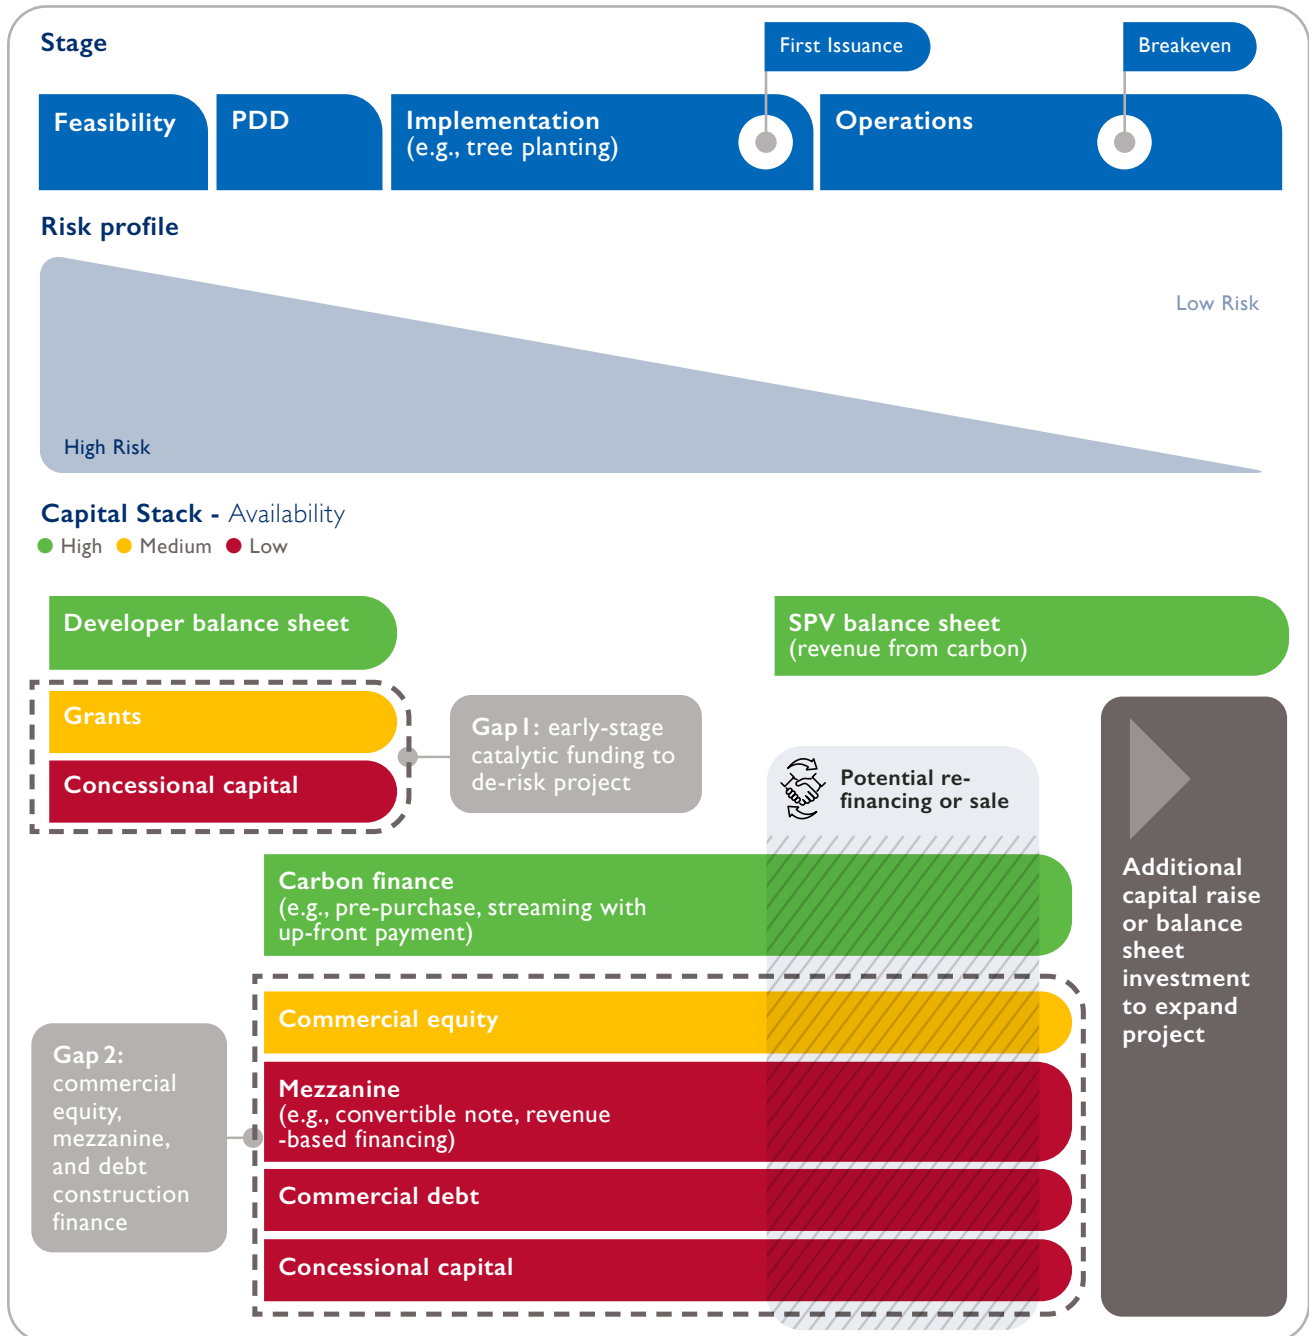 Stage
First Issuance
Breakeven
Feasibility
PDD
Implementation
(e.g., tree planting)
Operations
Risk profile
Low Risk
High Risk
Capital Stack - Availability
High
Medium
Low
Developer balance sheet
SPV balance sheet
(revenue from carbon)
Grants
Concessional capital
Gap 1: early-stage
catalytic funding to
de-risk project
Potential re-
financing or sale
Carbon finance
(e.g., pre-purchase, streaming with
up-front payment)
Additional
capital raise
or balance
sheet
investment
to expand
project
Gap 2:
commercial
equity,
mezzanine,
and debt
construction
finance
Commercial equity
Mezzanine
(e.g., convertible note, revenue
-based financing)
Commercial debt
Concessional capital